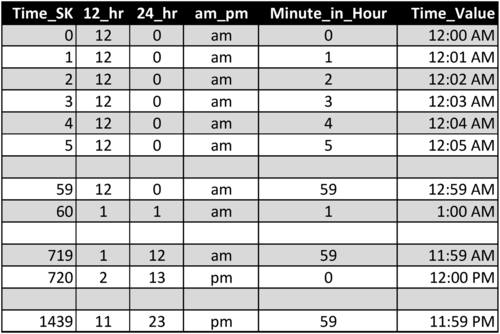 Time_SK 12_hr 24_hr am_pm Minute_in_Hour Time_Value
0 12 0 am 0 12:00 AM
1 12 0 am 1 12:01 AM
2 12 0 am 2 12:02 AM
3 12 0 am 3 12:03 AM
4 12 0 am 4 12:04 AM
5 12 0 am 5 12:05 AM
59 12 0 am 59 12:59 AM
60 1 1 am 1 1:00 AM
719 1 12 am 59 11:59 AM
720 2 13 pm 0 12:00 PM
1439 11 23 pm 59 11:59 PM